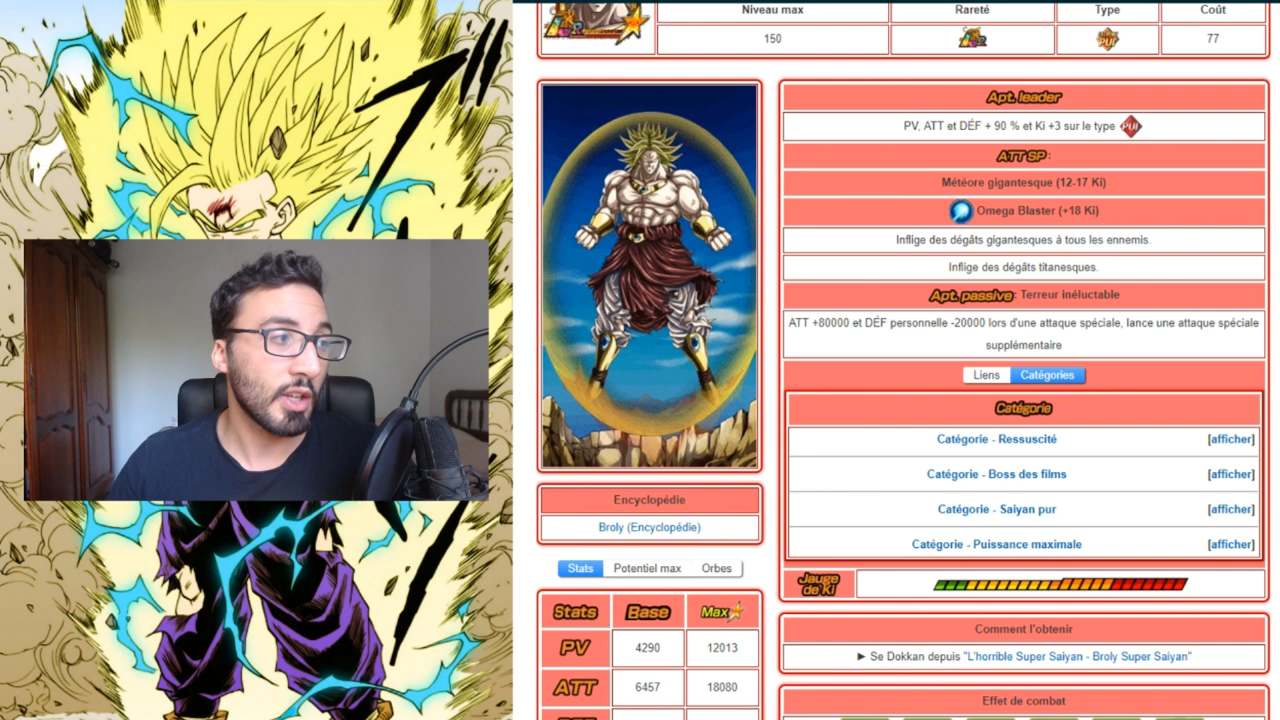 Niveau max
Rareté
Type
Coût
150
LR
PUI
77
Apt. leader
PV, ATT et DÉF + 90 % et Ki +3 sur le type PUI
ATT SP :
Météore gigantesque (12-17 Ki)
Omega Blaster (+18 Ki)
Inflige des dégâts gigantesques à tous les ennemis.
Inflige des dégâts titanesques.
Apt. passive : Terreur inéluctable
ATT +80000 et DÉF personnelle -20000 lors d'une attaque spéciale, lance une attaque spéciale
supplémentaire
Liens Catégories
Catégorie
Catégorie - Ressuscité [afficher]
Catégorie - Boss des films [afficher]
Catégorie - Saiyan pur [afficher]
Catégorie - Puissance maximale [afficher]
Jauge
de Ki
Comment l'obtenir
► Se Dokkan depuis "L'horrible Super Saiyan - Broly Super Saiyan"
Effet de combat
Encyclopédie
Broly (Encyclopédie)
Stats Potentiel max Orbes
Stats Base Max
PV 4290 12013
ATT 6457 18080